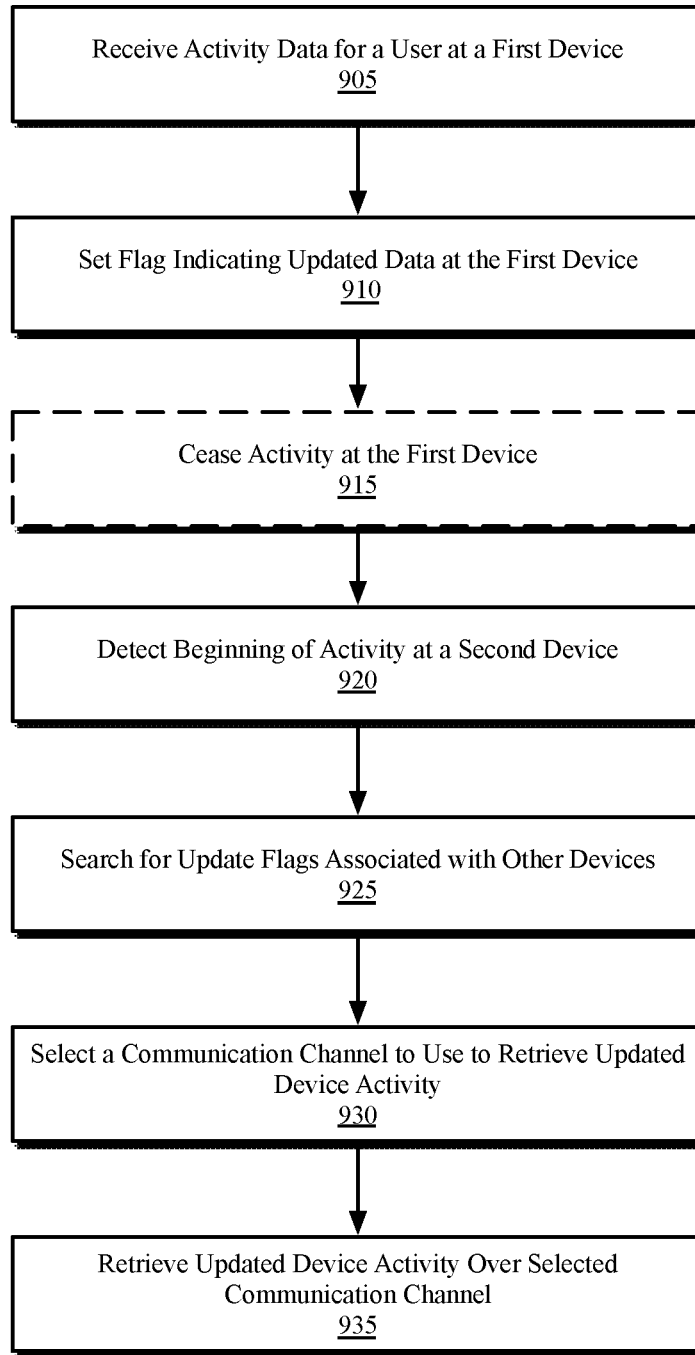 Receive Activity Data for a User at a First Device
905
Set Flag Indicating Updated Data at the First Device
910
Cease Activity at the First Device
915
Detect Beginning of Activity at a Second Device
920
Search for Update Flags Associated with Other Devices
925
Select a Communication Channel to Use to Retrieve Updated
Device Activity
930
Retrieve Updated Device Activity Over Selected
Communication Channel
935